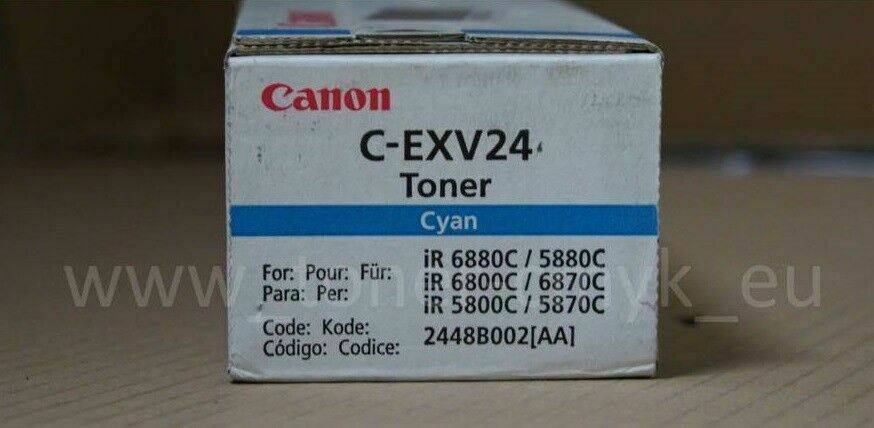 Canon
C-EXV24
Toner
Cyan
For: Pour: Für:
Para: Per:
iR 6880C / 5880C
iR 6800C / 6870C
iR 5800C / 5870C
Code: Kode:
Código: Codice:
2448B002[AA]